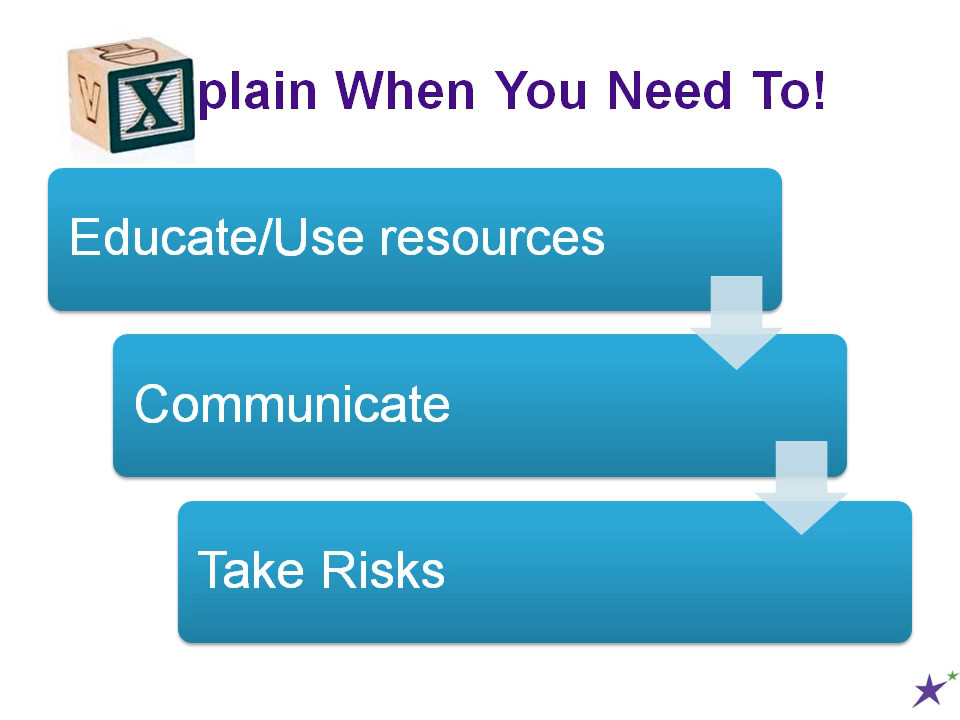 Xplain When You Need To!
V
Educate/Use resources
Communicate
Take Risks